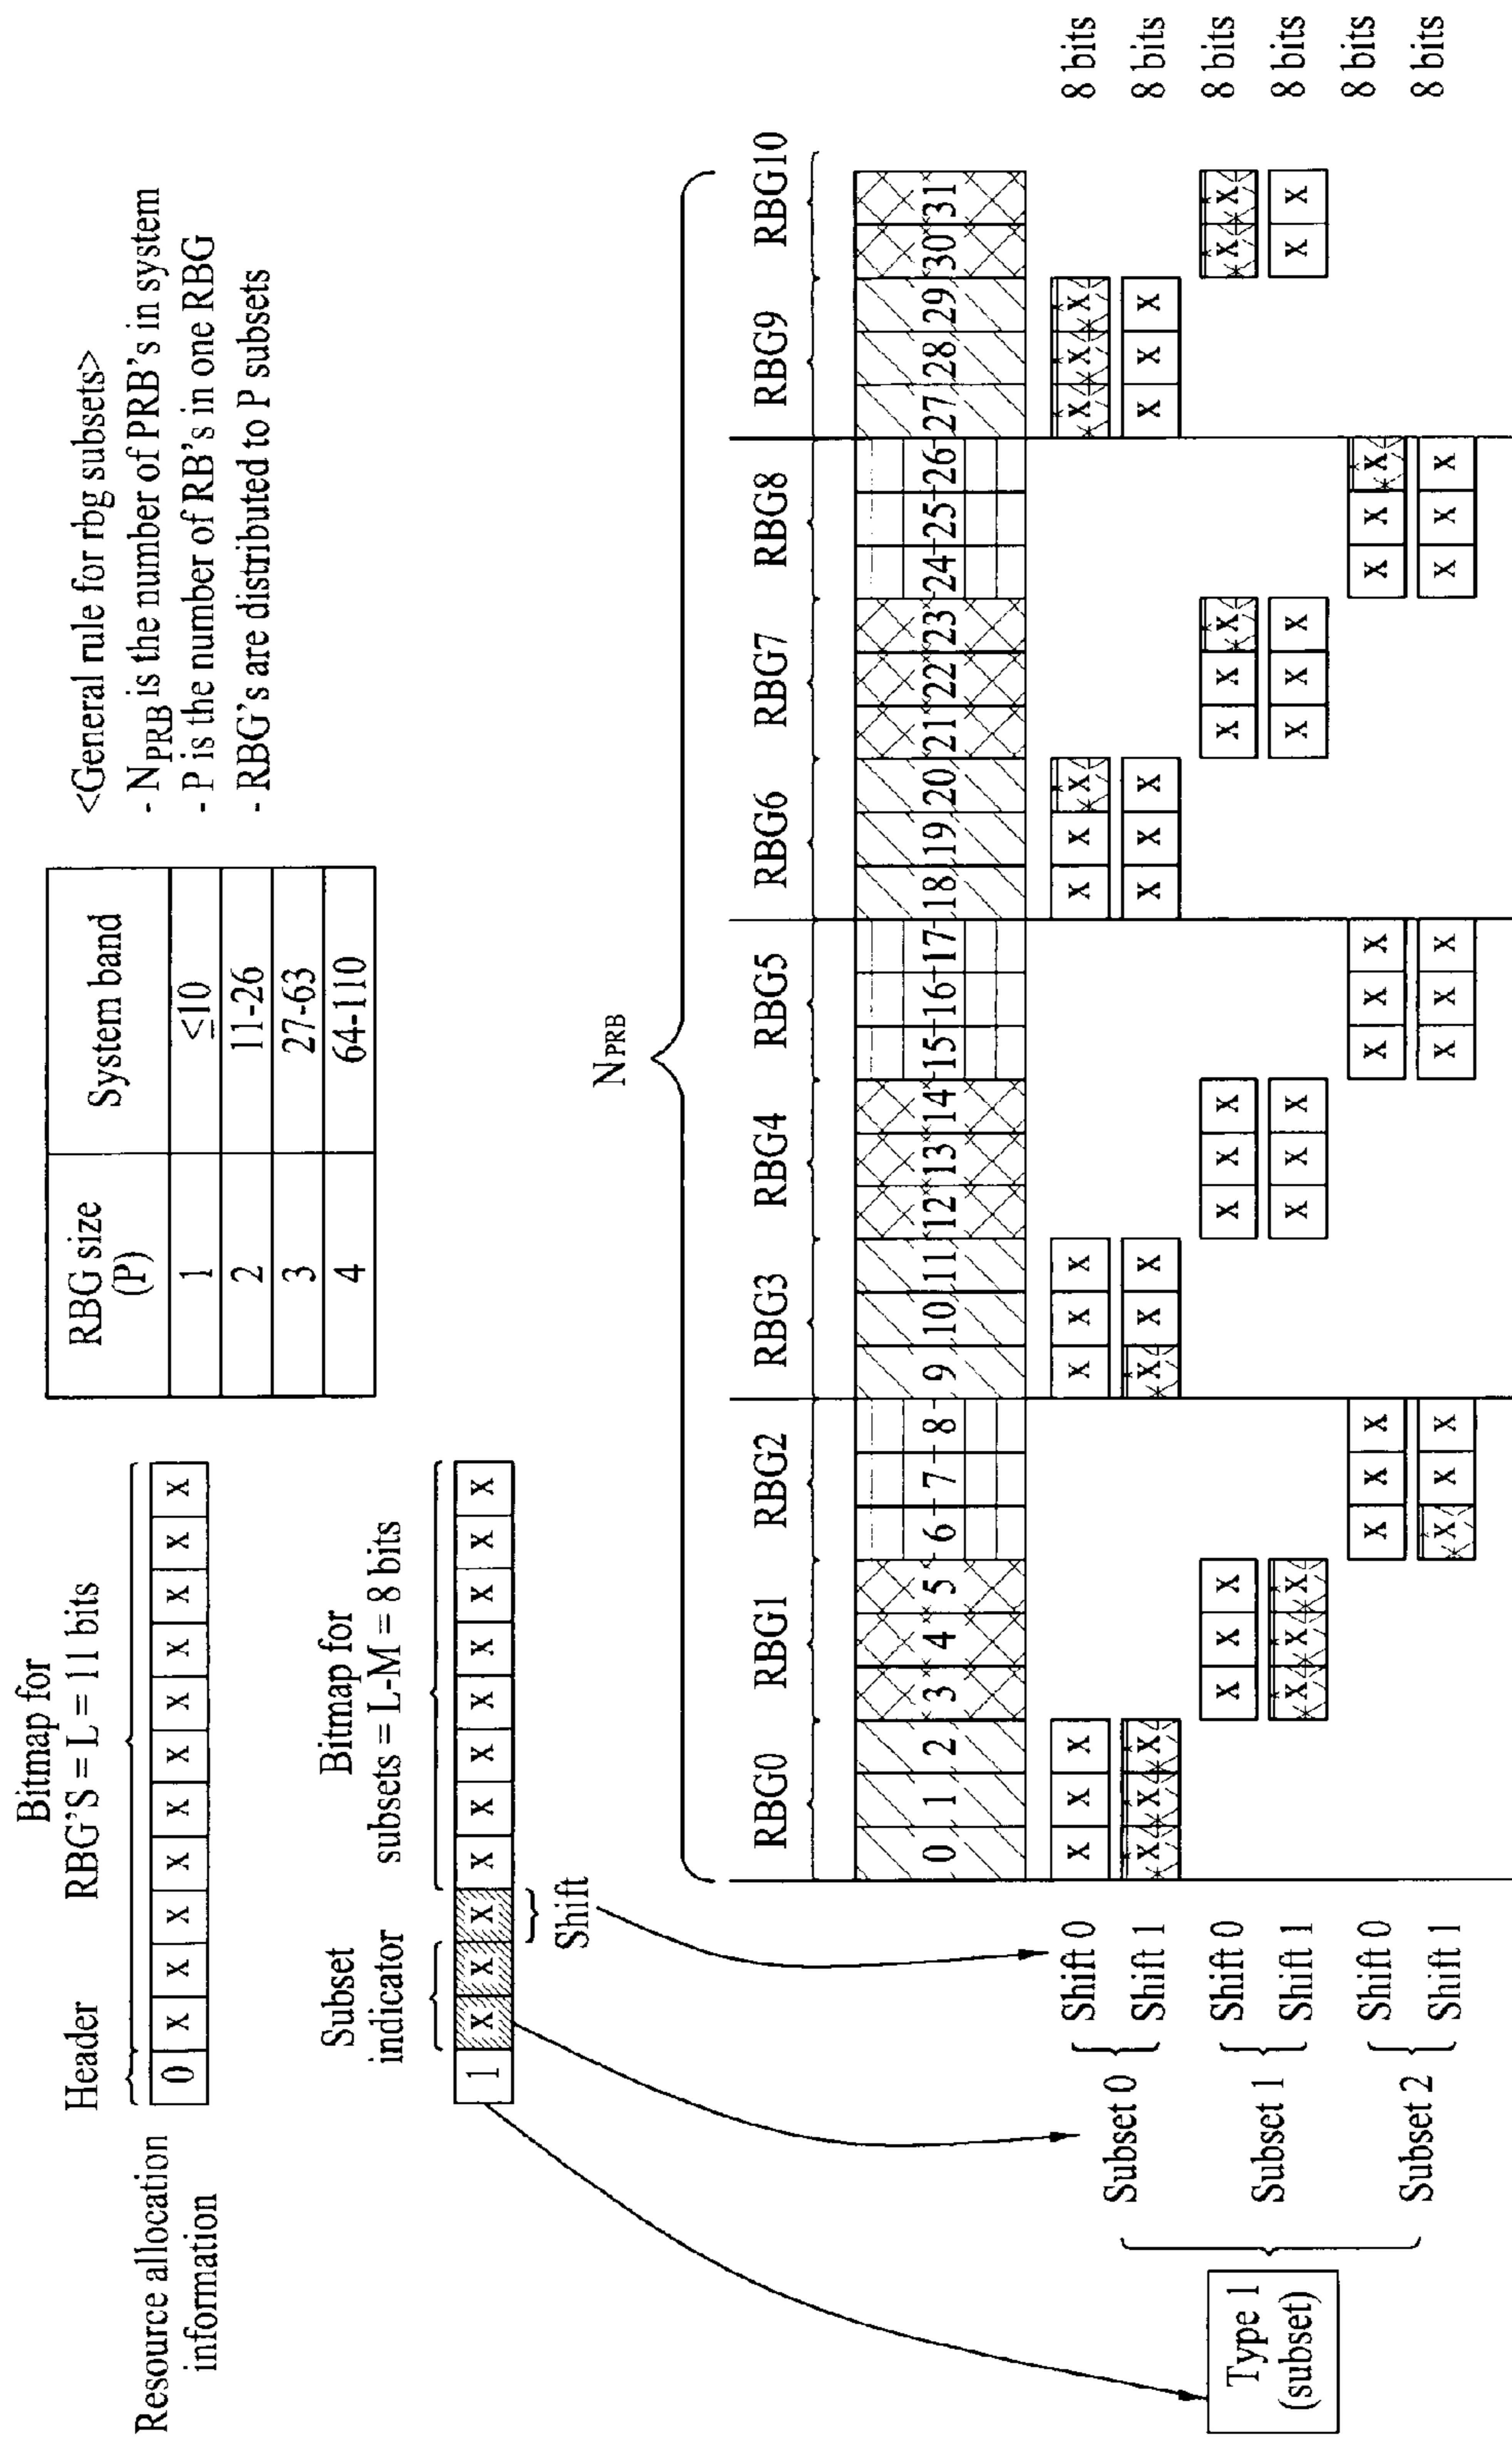 Bitmap for
Header RBG'S = L = 11 bits
Resource allocation
information
0 X X X X X X X X X X X
Subset
indicator
Bitmap for
subsets = L-M = 8 bits
1 X X X X X X X X X X X
Shift
RBG size
(P) System band
1 ≤10
2 11-26
3 27-63
4 64-110
<General rule for rbg subsets>
- NPRB is the number of PRB's in system
- P is the number of RB's in one RBG
- RBG's are distributed to P subsets
NPRB
RBG0 RBG1 RBG2 RBG3 RBG4 RBG5 RBG6 RBG7 RBG8 RBG9 RBG10
0 1 2 3 4 5 6 7 8 9 10 11 12 13 14 15 16 17 18 19 20 21 22 23 24 25 26 27 28 29 30 31
Type 1
(subset)
Subset 0
Shift 0 X X X X X X X X X X X X 8 bits
Shift 1 X X X X X X X X X X X X 8 bits
Subset 1
Shift 0 X X X X X X X X X X X 8 bits
Shift 1 X X X X X X X X X X X 8 bits
Subset 2
Shift 0 X X X X X X X X X 8 bits
Shift 1 X X X X X X X X X 8 bits